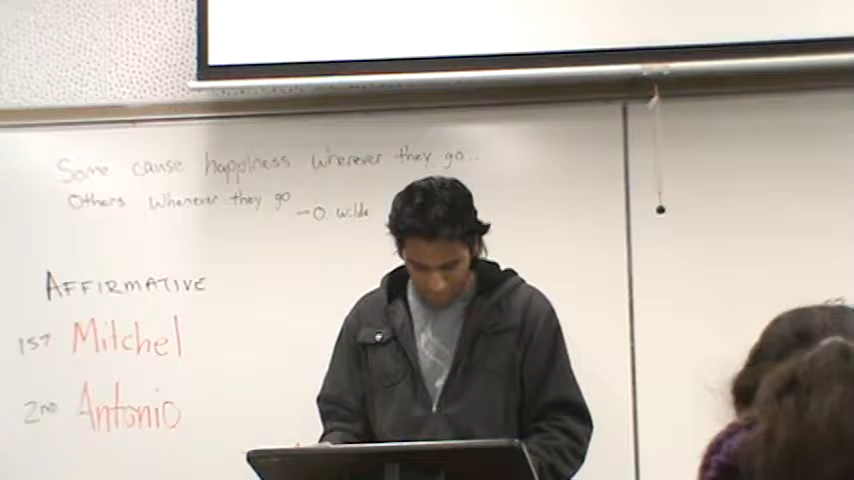 Some cause happiness wherever they go...
Others whenever they go
- O. Wilde
AFFIRMATIVE
1ST Mitchel
2ND Antonio